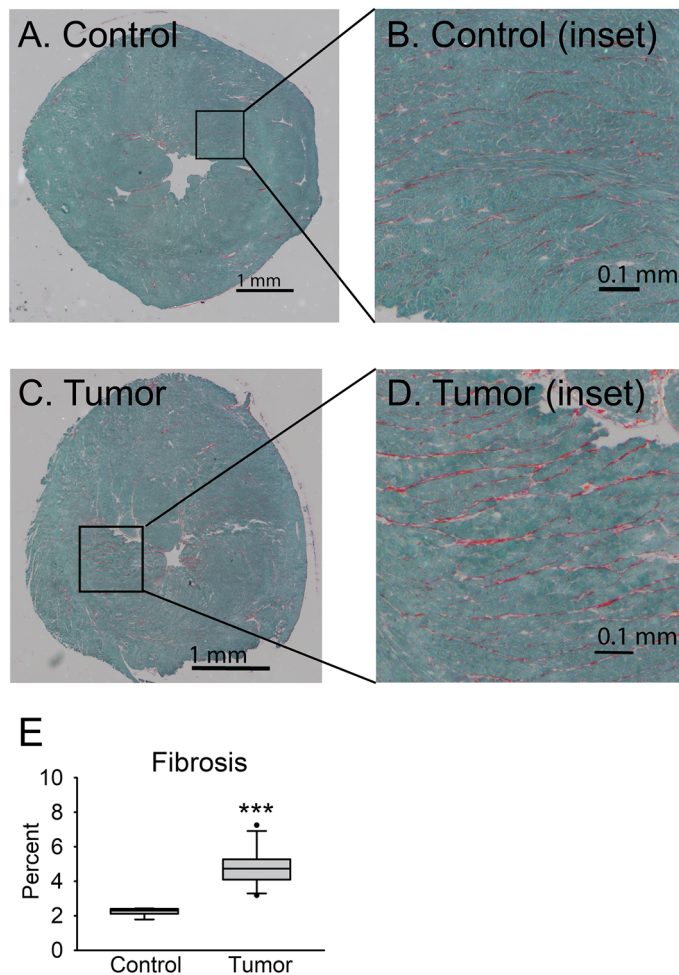 A. Control
B. Control (inset)
1 mm
0.1 mm
C. Tumor
D. Tumor (inset)
1 mm
0.1 mm
E
Fibrosis
10
8
6
4
2
0
Percent
***
Control
Tumor